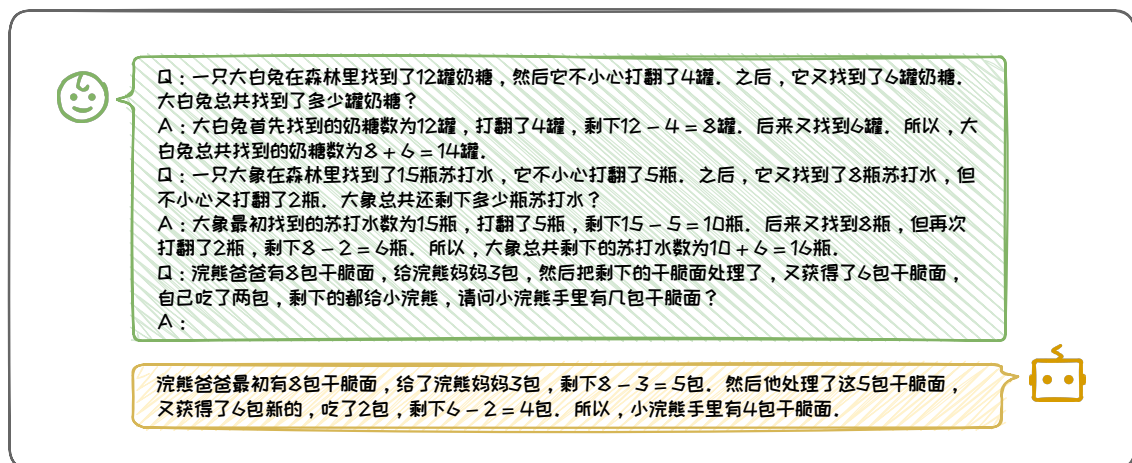 Q：一只大白兔在森林里找到了12罐奶糖，然后它不小心打翻了4罐．之后，它又找到了6罐奶糖．
大白兔总共找到了多少罐奶糖？
A：大白兔首先找到的奶糖数为12罐，打翻了4罐，剩下12－4＝8罐．后来又找到6罐．所以，大
白兔总共找到的奶糖数为8＋6＝14罐．
Q：一只大象在森林里找到了15瓶苏打水，它不小心打翻了5瓶．之后，它又找到了8瓶苏打水，但
不小心又打翻了2瓶．大象总共还剩下多少瓶苏打水？
A：大象最初找到的苏打水数为15瓶，打翻了5瓶，剩下15－5＝10瓶．后来又找到8瓶，但再次
打翻了2瓶，剩下8－2＝6瓶．所以，大象总共剩下的苏打水数为10＋6＝16瓶．
Q：浣熊爸爸有8包干脆面，给浣熊妈妈3包，然后把剩下的干脆面处理了，又获得了6包干脆面，
自己吃了两包，剩下的都给小浣熊，请问小浣熊手里有几包干脆面？
A：
浣熊爸爸最初有8包干脆面，给了浣熊妈妈3包，剩下8－3＝5包．然后他处理了这5包干脆面，
又获得了6包新的，吃了2包，剩下6－2＝4包．所以，小浣熊手里有4包干脆面．